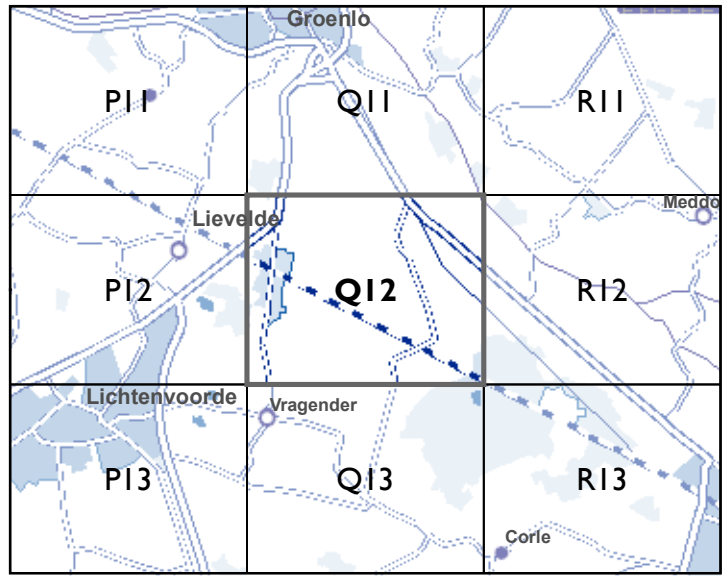 Groenlo
P11
Q11
R11
Lievelde
Meddo
P12
Q12
R12
Lichtenvoorde
Vragender
P13
Q13
R13
Corle